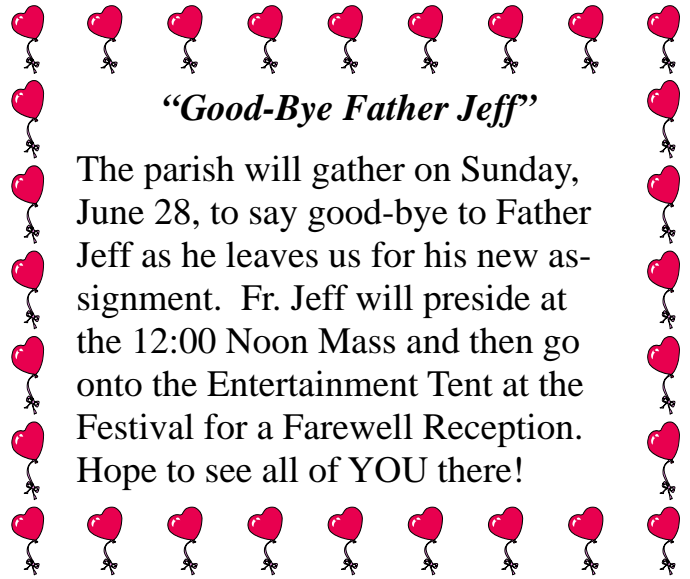 “Good-Bye Father Jeff”
The parish will gather on Sunday,
June 28, to say good-bye to Father
Jeff as he leaves us for his new as-
signment.  Fr. Jeff will preside at
the 12:00 Noon Mass and then go
onto the Entertainment Tent at the
Festival for a Farewell Reception.
Hope to see all of YOU there!